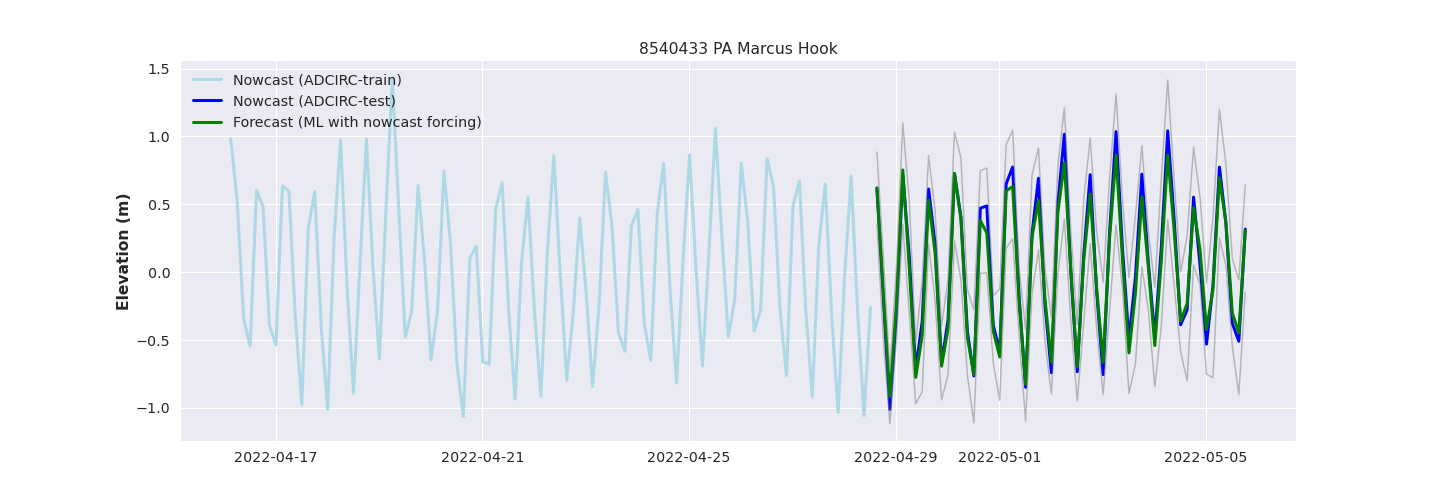 8540433 PA Marcus Hook
Nowcast (ADCIRC-train)
Nowcast (ADCIRC-test)
Forecast (ML with nowcast forcing)
Elevation (m)
1.5
1.0
0.5
0.0
−0.5
−1.0
2022-04-17 2022-04-21 2022-04-25 2022-04-29 2022-05-01 2022-05-05